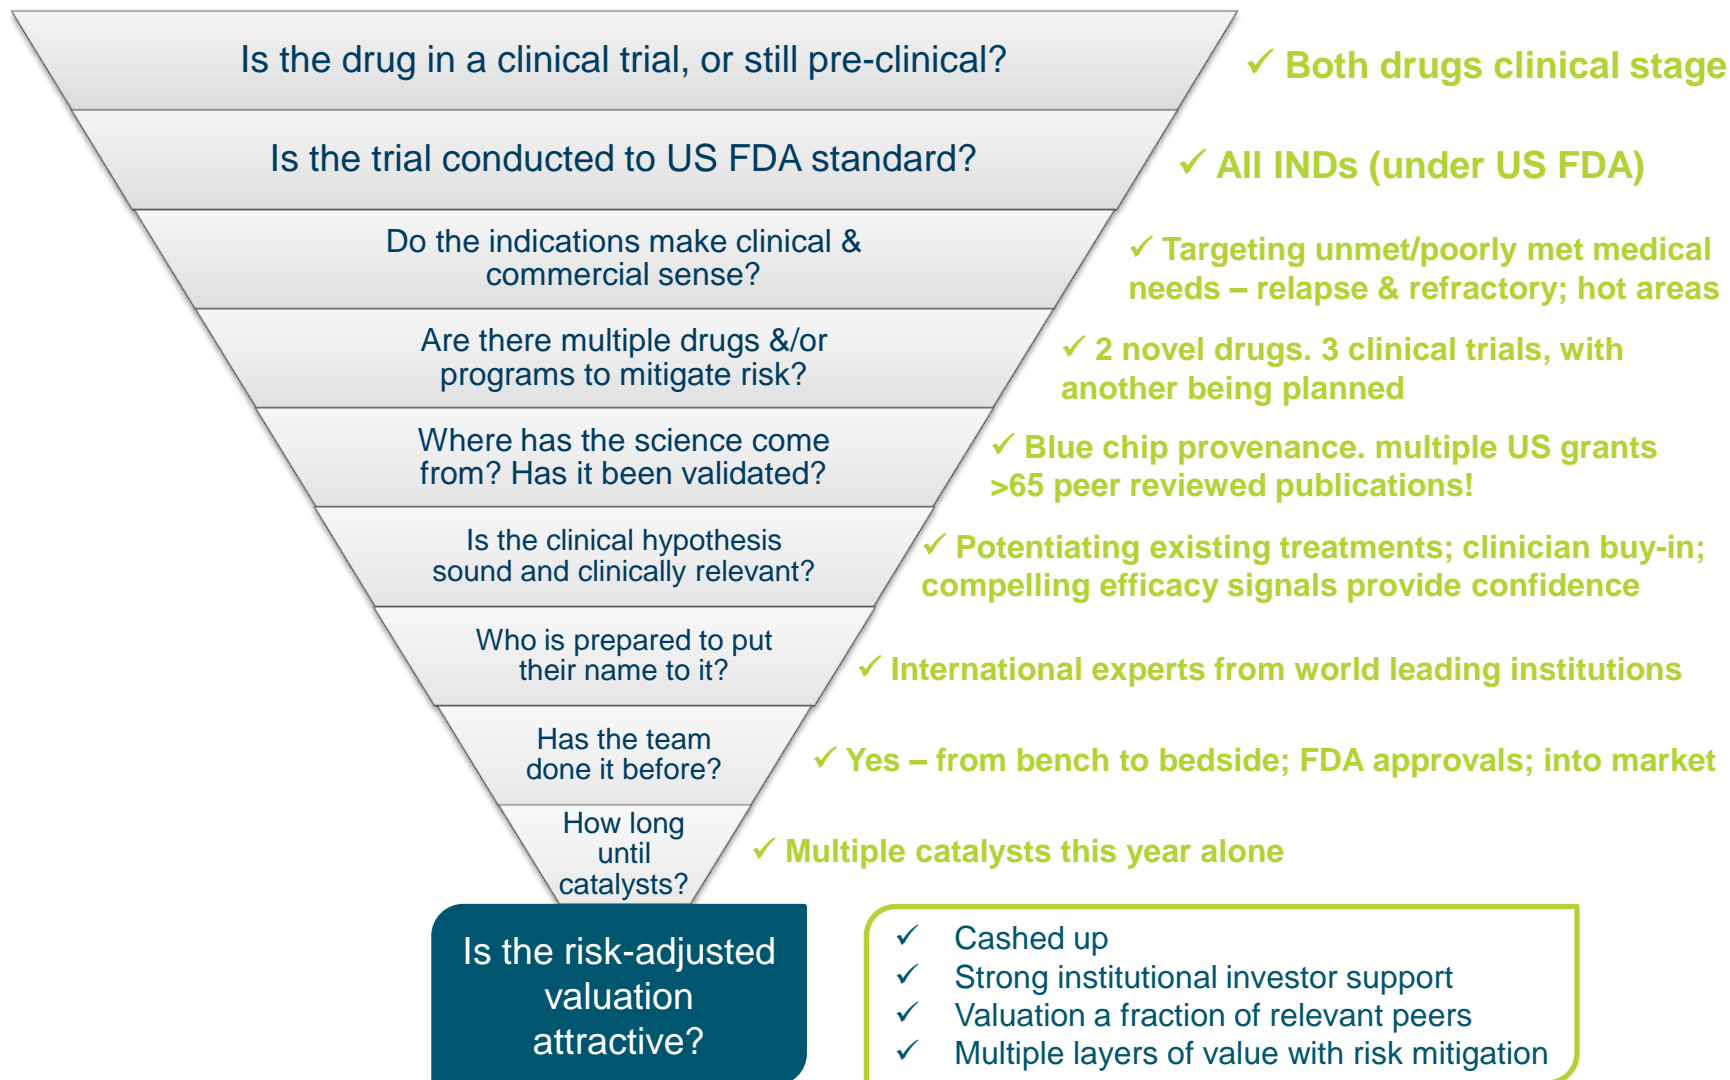 Is the drug in a clinical trial, or still pre-clinical?
✓ Both drugs clinical stage
Is the trial conducted to US FDA standard?
✓ All INDs (under US FDA)
Do the indications make clinical &
commercial sense?
✓ Targeting unmet/poorly met medical
needs – relapse & refractory; hot areas
Are there multiple drugs &/or
programs to mitigate risk?
✓ 2 novel drugs. 3 clinical trials, with
another being planned
Where has the science come
from? Has it been validated?
✓ Blue chip provenance. multiple US grants
>65 peer reviewed publications!
Is the clinical hypothesis
sound and clinically relevant?
✓ Potentiating existing treatments; clinician buy-in;
compelling efficacy signals provide confidence
Who is prepared to put
their name to it?
✓ International experts from world leading institutions
Has the team
done it before?
✓ Yes – from bench to bedside; FDA approvals; into market
How long
until
catalysts?
✓ Multiple catalysts this year alone
Is the risk-adjusted
valuation
attractive?
✓ Cashed up
✓ Strong institutional investor support
✓ Valuation a fraction of relevant peers
✓ Multiple layers of value with risk mitigation